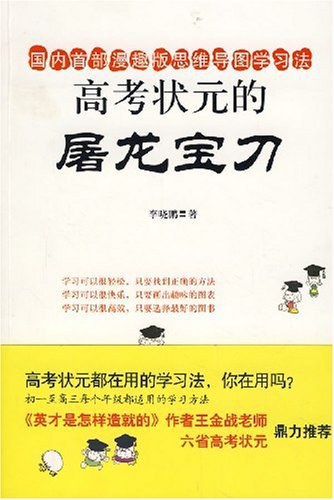 国内首部漫趣版思维导图学习法
高考状元的
屠龙宝刀
李晓鹏 著
学习可以很轻松，只要找到正确的方法
学习可以很快乐，只要画出趣味的图表
学习可以很高效，只要选择最好的图书
高考状元都在用的学习法，你在用吗?
初一至高三每个年级都适用的学习方法
《英才是怎样造就的》作者王金战老师
六省高考状元
鼎力推荐